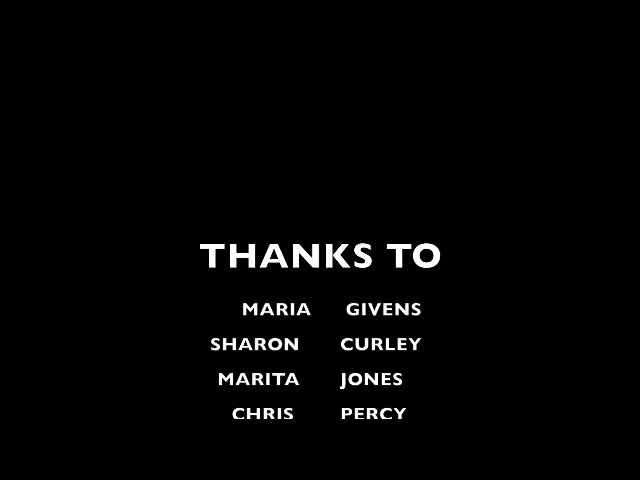 THANKS TO
MARIA GIVENS
SHARON CURLEY
MARITA JONES
CHRIS PERCY